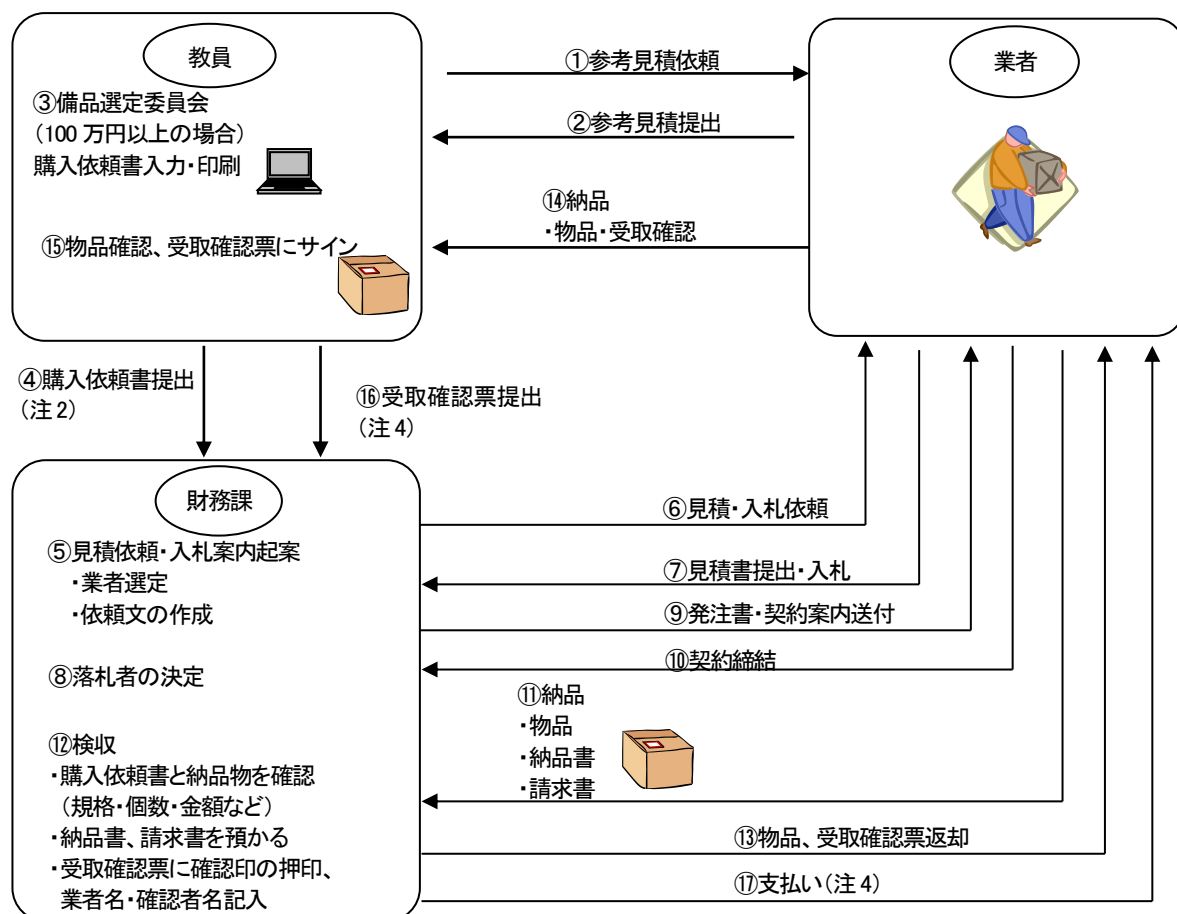 教員
③備品選定委員会
(100 万円以上の場合)
購入依頼書入力・印刷
⑮物品確認、受取確認票にサイン
①参考見積依頼
②参考見積提出
⑭納品
・物品・受取確認
業者
④購入依頼書提出
(注 2)
⑯受取確認票提出
(注 4)
財務課
⑤見積依頼・入札案内起案
・業者選定
・依頼文の作成
⑧落札者の決定
⑫検収
・購入依頼書と納品物を確認
(規格・個数・金額など)
・納品書、請求書を預かる
・受取確認票に確認印の押印、
業者名・確認者名記入
⑥見積・入札依頼
⑦見積書提出・入札
⑨発注書・契約案内送付
⑩契約締結
⑪納品
・物品
・納品書
・請求書
⑬物品、受取確認票返却
⑰支払い(注 4)